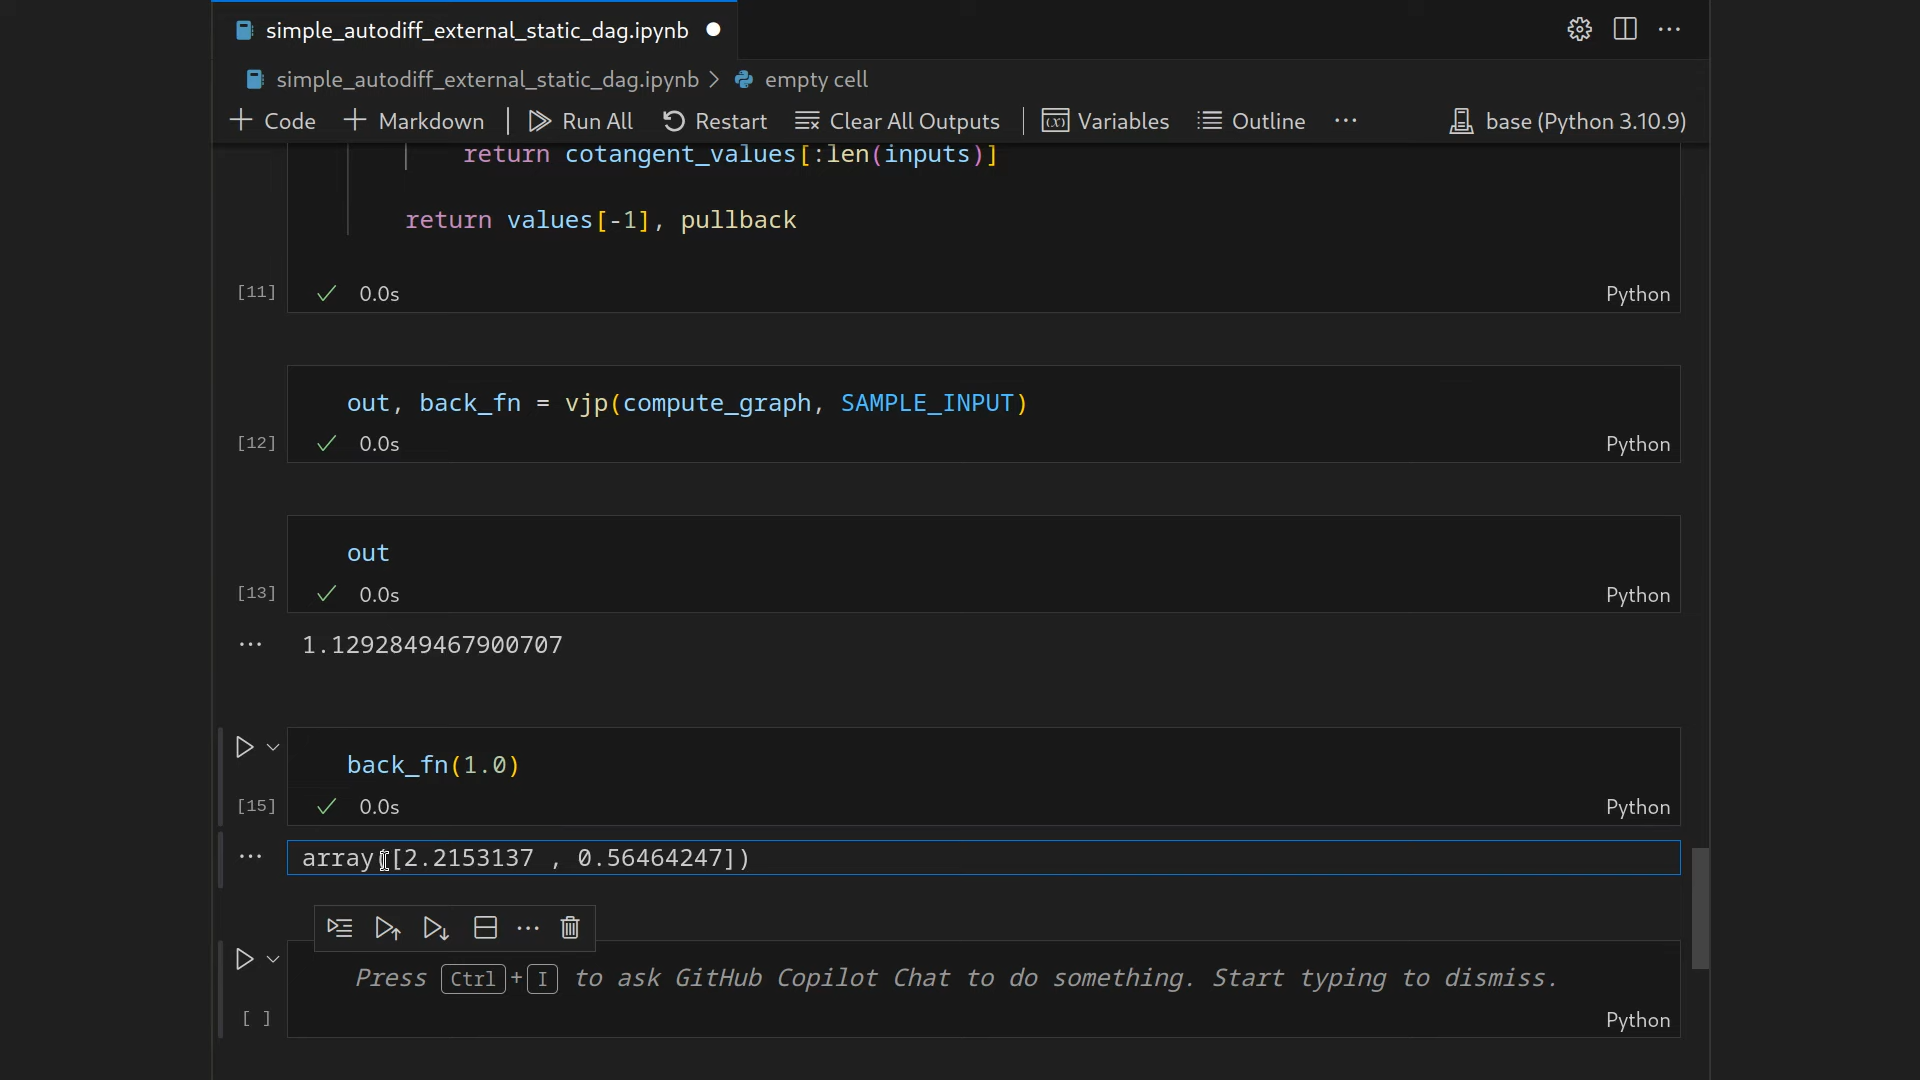 simple_autodiff_external_static_dag.ipynb
simple_autodiff_external_static_dag.ipynb > empty cell
+ Code + Markdown | Run All Restart Clear All Outputs | Variables Outline ··· base (Python 3.10.9)
return cotangent_values[:len(inputs)]
return values[-1], pullback
[11] ✓ 0.0s Python
out, back_fn = vjp(compute_graph, SAMPLE_INPUT)
[12] ✓ 0.0s Python
out
[13] ✓ 0.0s Python
··· 1.1292849467900707
back_fn(1.0)
[15] ✓ 0.0s Python
··· array([2.2153137 , 0.56464247])
Press Ctrl+I to ask GitHub Copilot Chat to do something. Start typing to dismiss.
[ ] Python